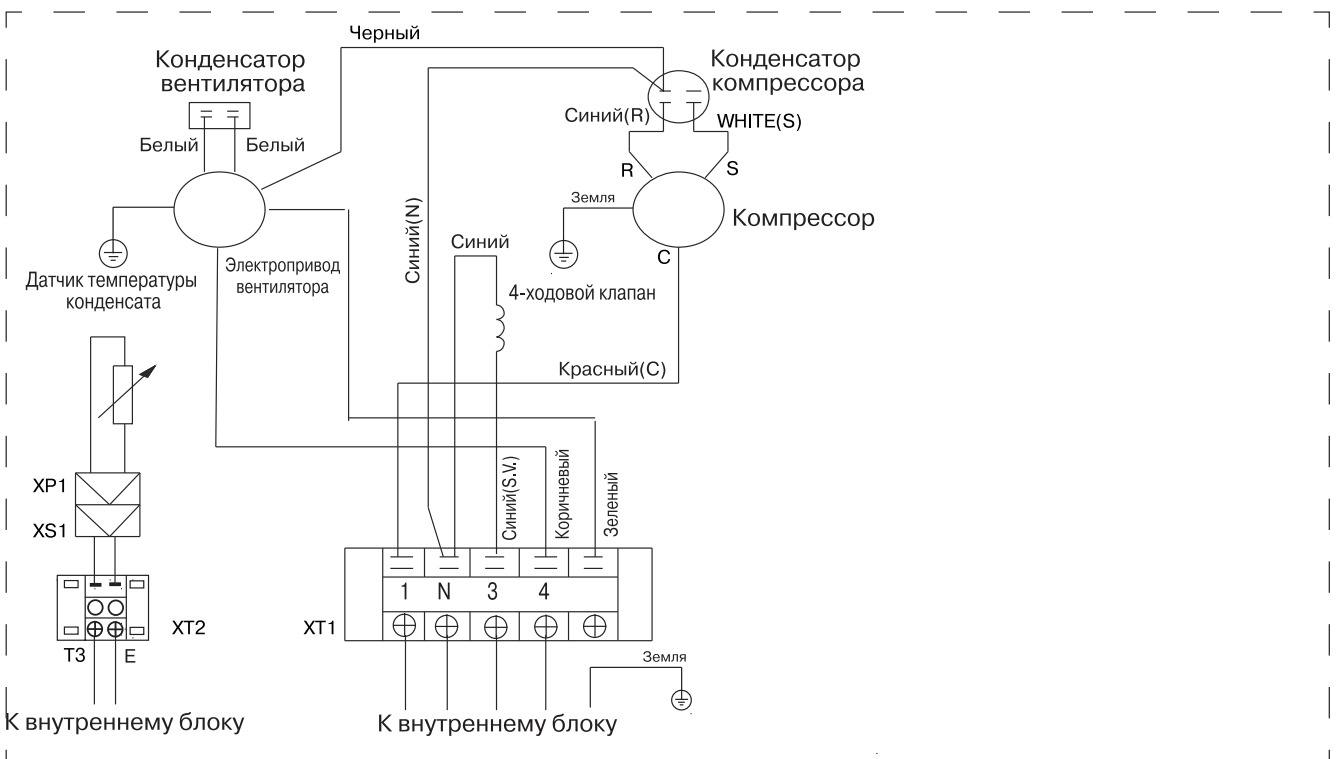 Черный
Конденсатор
вентилятора
Конденсатор
компрессора
Синий(R)
WHITE(S)
Белый
Белый
R
S
Земля
Компрессор
C
Синий(N)
Синий
Датчик температуры
конденсата
Электропривод
вентилятора
4-ходовой клапан
Красный(C)
XP1
XS1
Синий(S.V.)
Коричневый
Зеленый
1
N
3
4
XT2
XT1
T3
E
Земля
К внутреннему блоку
К внутреннему блоку